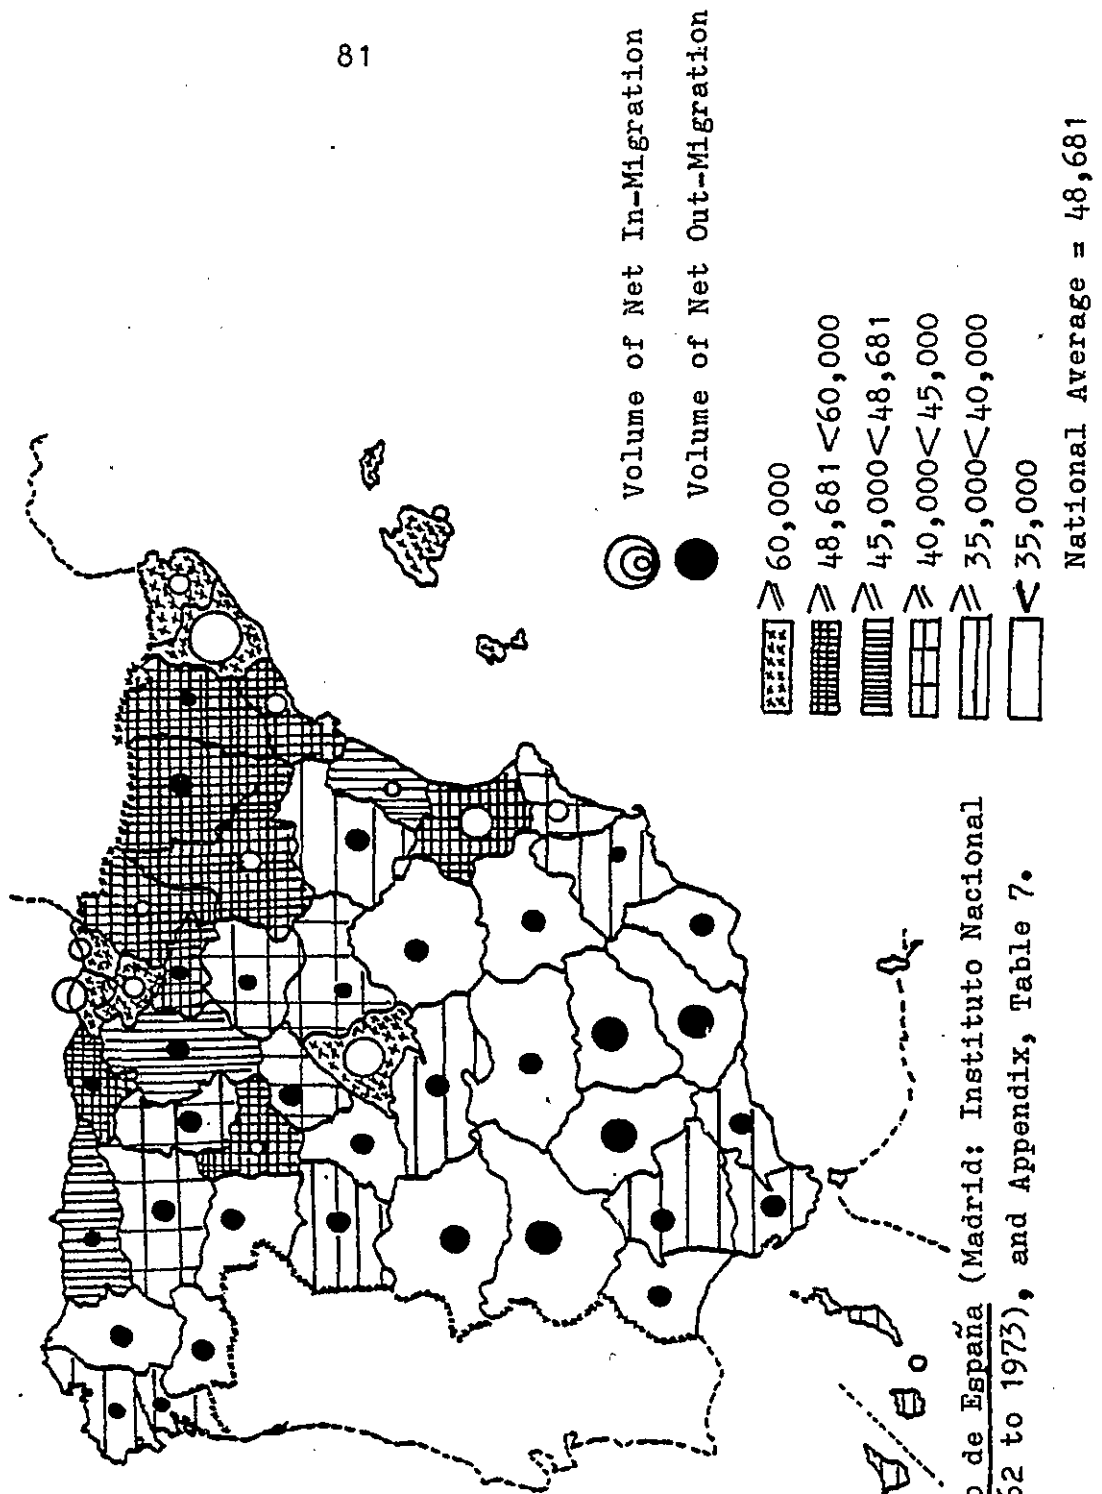 81
Volume of Net In-Migration
Volume of Net Out-Migration
⩾ 60,000
⩾ 48,681 <60,000
⩾ 45,000<48,681
⩾ 40,000<45,000
⩾ 35,000<40,000
< 35,000
National Average = 48,681
o de España (Madrid: Instituto Nacional
62 to 1973), and Appendix, Table 7.